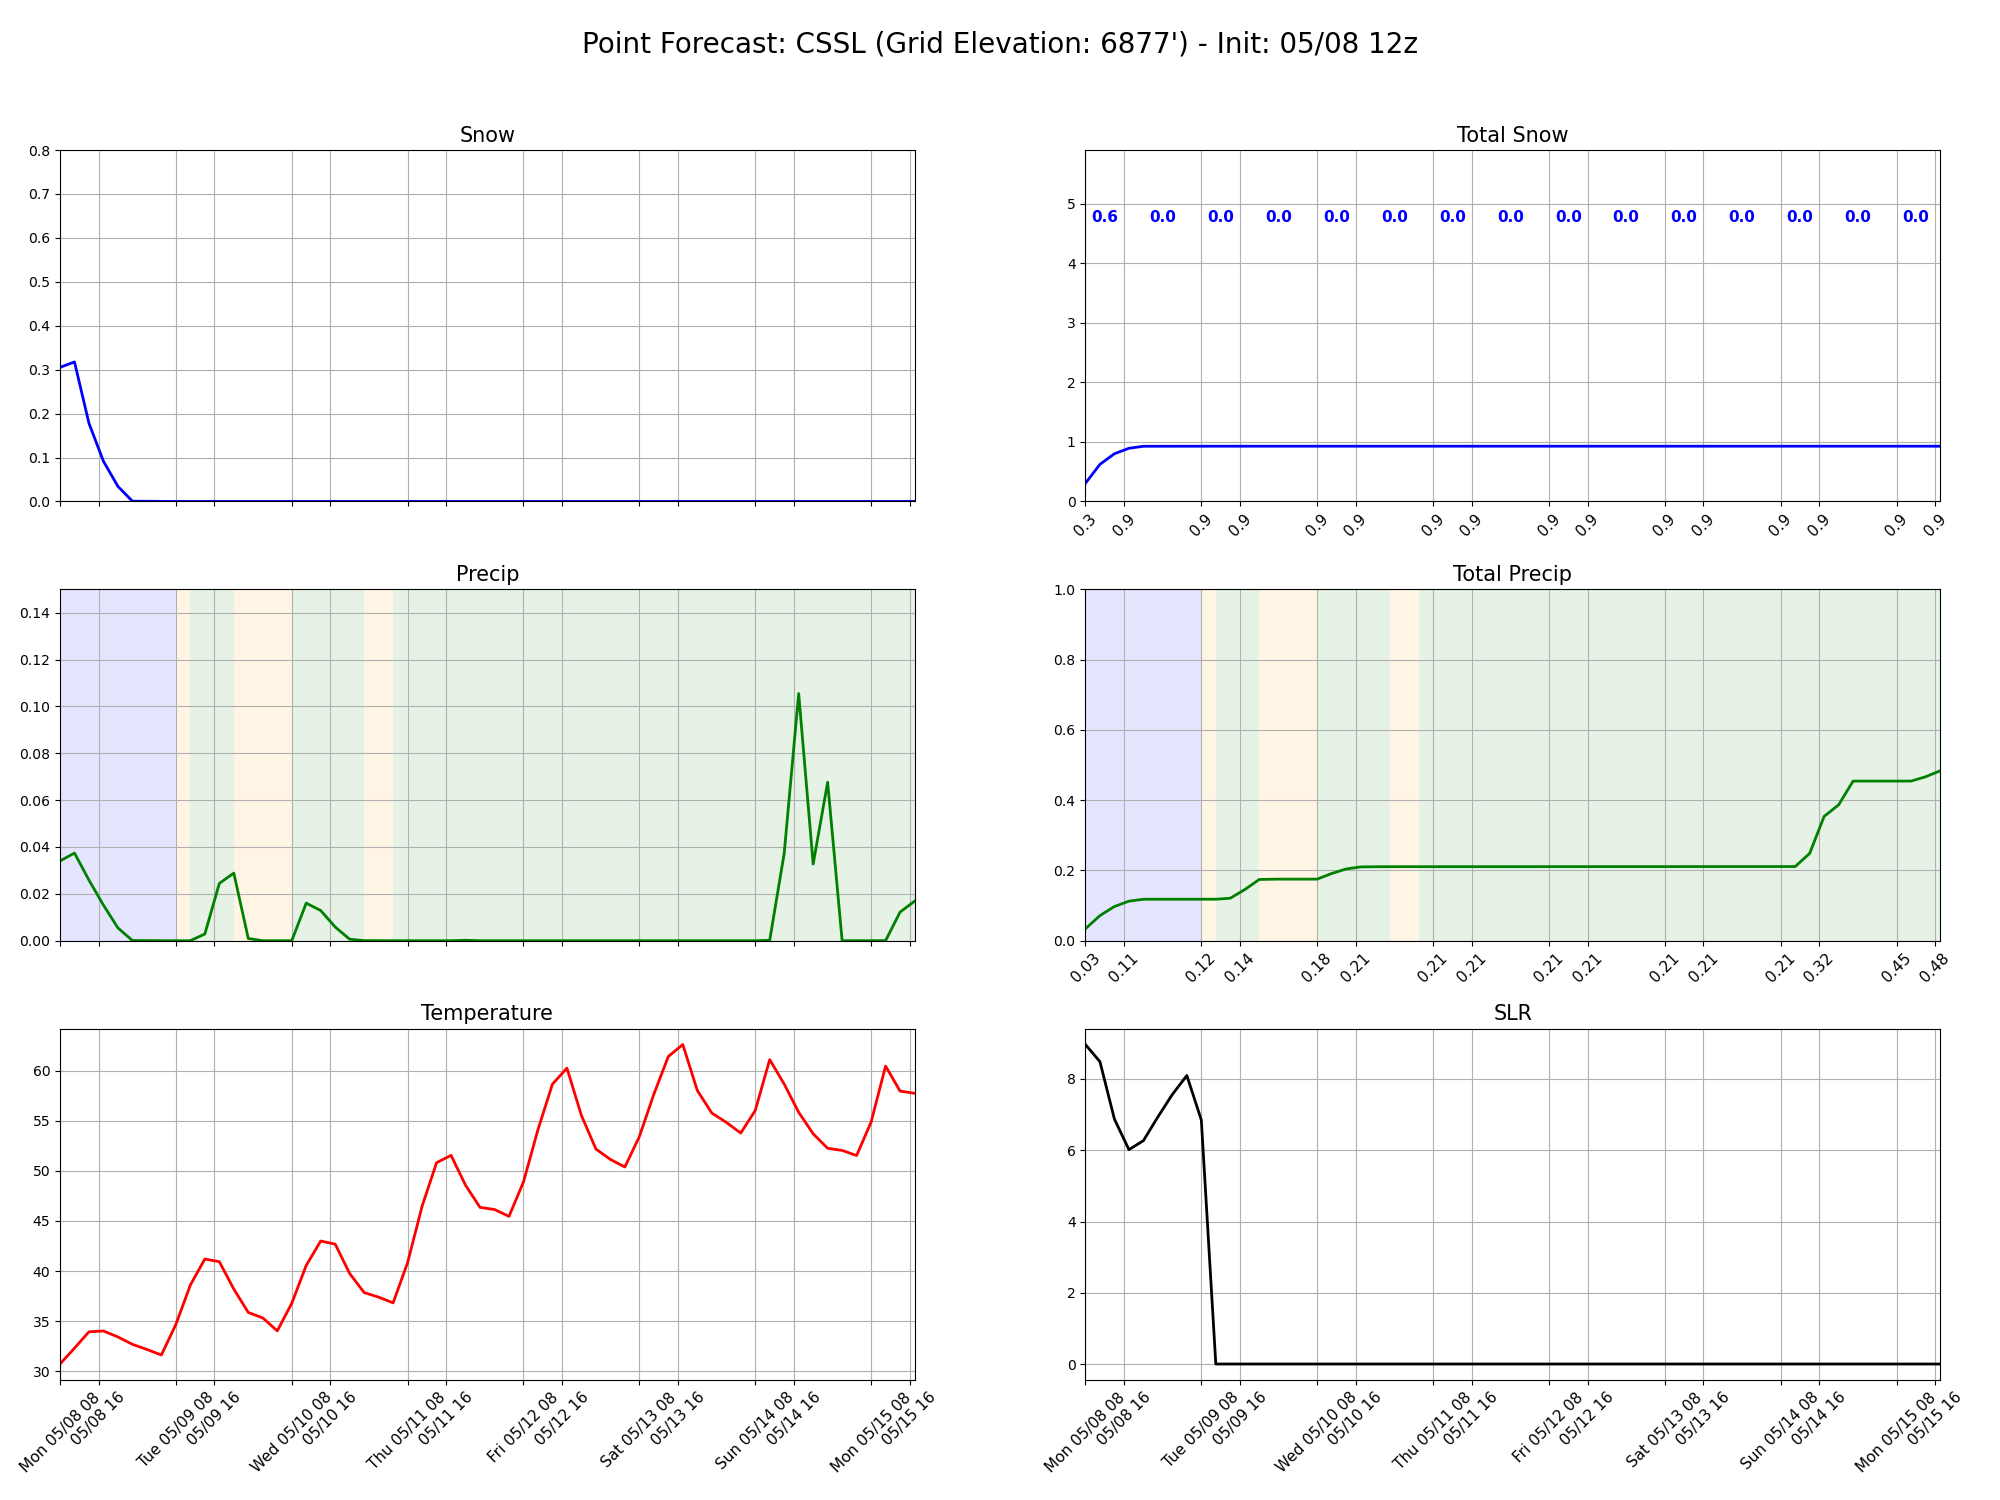 Point Forecast: CSSL (Grid Elevation: 6877') - Init: 05/08 12z
Snow
0.8
0.7
0.6
0.5
0.4
0.3
0.2
0.1
0.0
Total Snow
5
4
3
2
1
0
0.6 0.0 0.0 0.0 0.0 0.0 0.0 0.0 0.0 0.0 0.0 0.0 0.0 0.0 0.0
0.3 0.9 0.9 0.9 0.9 0.9 0.9 0.9 0.9 0.9 0.9 0.9 0.9 0.9 0.9 0.9
Precip
0.14
0.12
0.10
0.08
0.06
0.04
0.02
0.00
Total Precip
1.0
0.8
0.6
0.4
0.2
0.0
0.03 0.11 0.12 0.14 0.18 0.21 0.21 0.21 0.21 0.21 0.21 0.21 0.21 0.32 0.45 0.48
Temperature
60
55
50
45
40
35
30
Mon 05/08 08
05/08 16
Tue 05/09 08
05/09 16
Wed 05/10 08
05/10 16
Thu 05/11 08
05/11 16
Fri 05/12 08
05/12 16
Sat 05/13 08
05/13 16
Sun 05/14 08
05/14 16
Mon 05/15 08
05/15 16
SLR
8
6
4
2
0
Mon 05/08 08
05/08 16
Tue 05/09 08
05/09 16
Wed 05/10 08
05/10 16
Thu 05/11 08
05/11 16
Fri 05/12 08
05/12 16
Sat 05/13 08
05/13 16
Sun 05/14 08
05/14 16
Mon 05/15 08
05/15 16